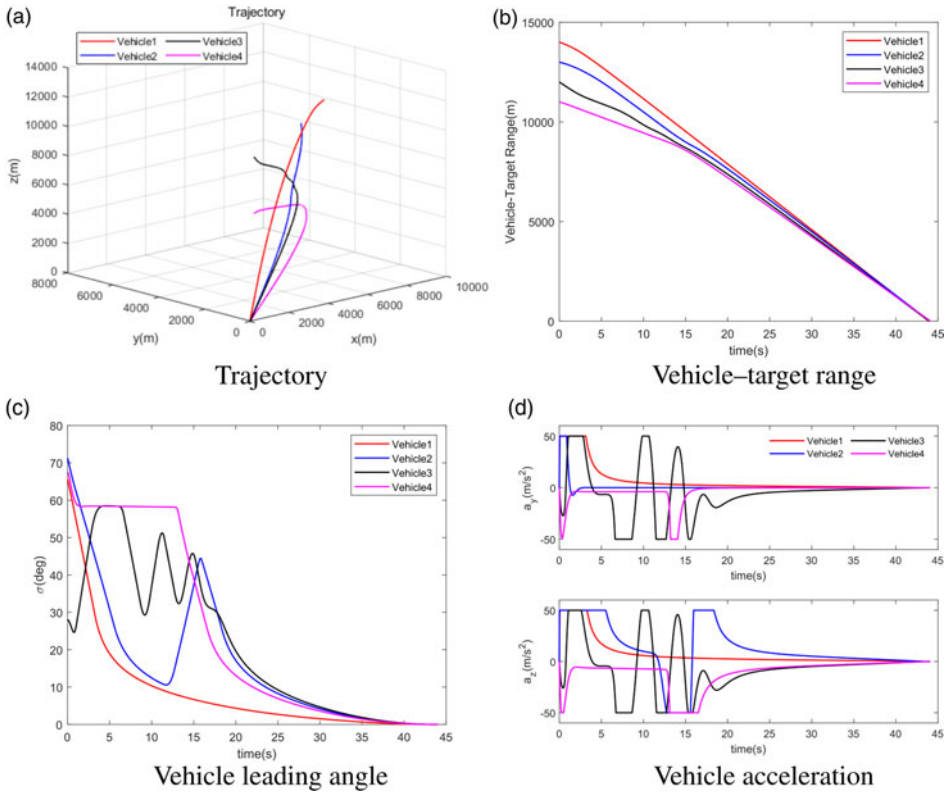 (a)
Trajectory
Vehicle1
Vehicle3
Vehicle2
Vehicle4
14000
12000
10000
8000
6000
4000
2000
0
z(m)
8000
6000
4000
2000
0
y(m)
0
2000
4000
6000
8000
10000
x(m)
Trajectory
(b)
15000
10000
5000
0
Vehicle-Target Range(m)
Vehicle1
Vehicle2
Vehicle3
Vehicle4
0 5 10 15 20 25 30 35 40 45
time(s)
Vehicle–target range
(c)
80
70
60
50
40
30
20
10
0
σ(deg)
Vehicle1
Vehicle2
Vehicle3
Vehicle4
0 5 10 15 20 25 30 35 40 45
time(s)
Vehicle leading angle
(d)
50
0
-50
a_y(m/s²)
Vehicle1
Vehicle3
Vehicle2
Vehicle4
0 5 10 15 20 25 30 35 40 45
time(s)
50
0
-50
a_z(m/s²)
0 5 10 15 20 25 30 35 40 45
time(s)
Vehicle acceleration